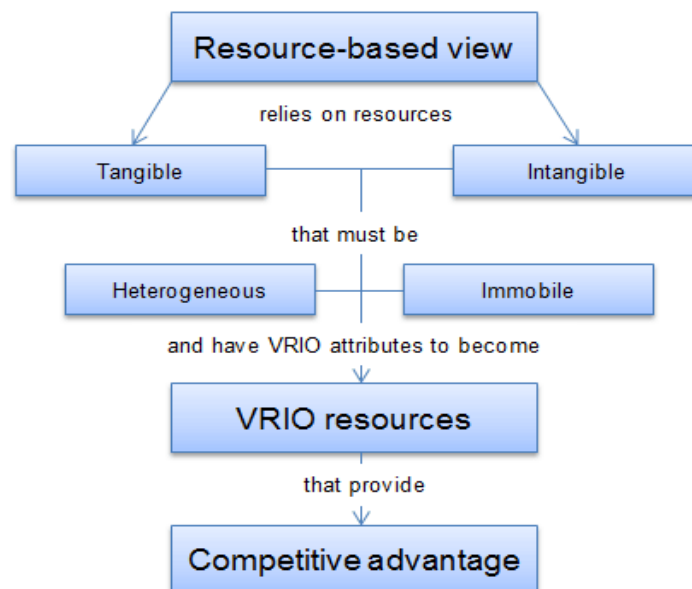 Resource-based view
relies on resources
Tangible
Intangible
that must be
Heterogeneous
Immobile
and have VRIO attributes to become
VRIO resources
that provide
Competitive advantage